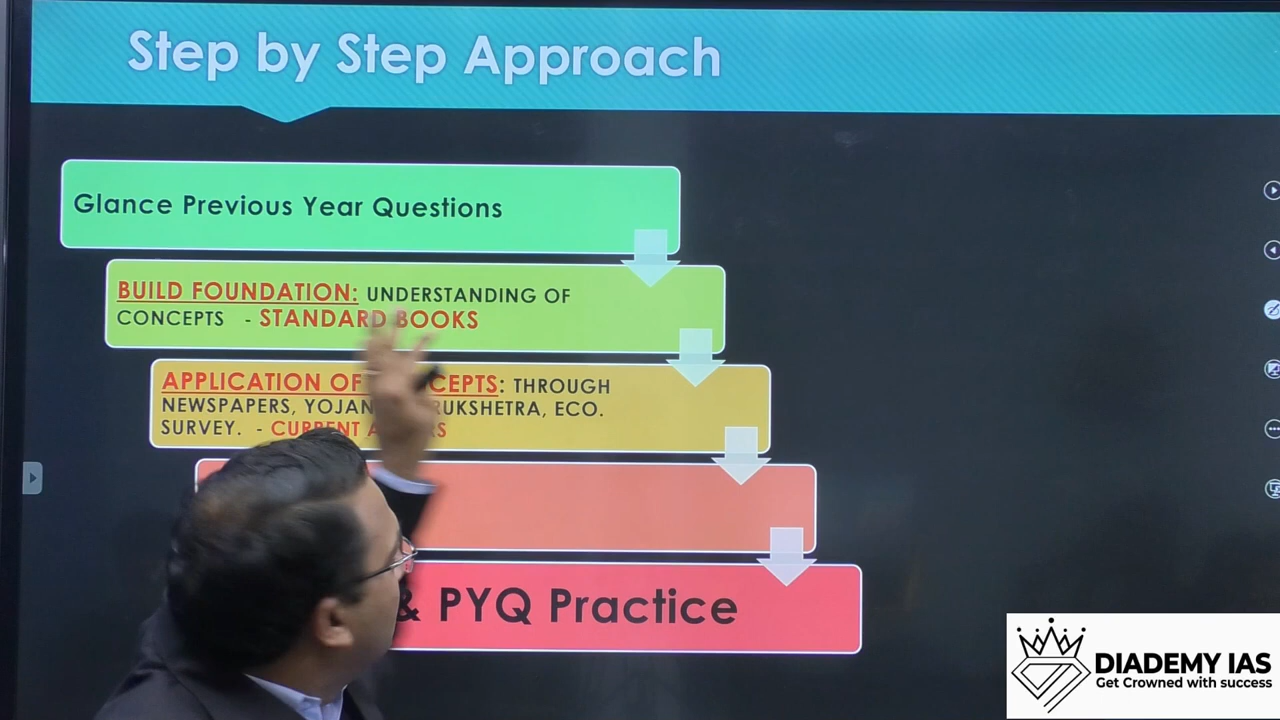 Step by Step Approach
Glance Previous Year Questions
BUILD FOUNDATION: UNDERSTANDING OF
CONCEPTS - STANDARD BOOKS
APPLICATION OF CEPTS: THROUGH
NEWSPAPERS, YOJAN RUKSHETRA, ECO.
SURVEY. - CURRENT A RS
& PYQ Practice
DIADEMY IAS
Get Crowned with success